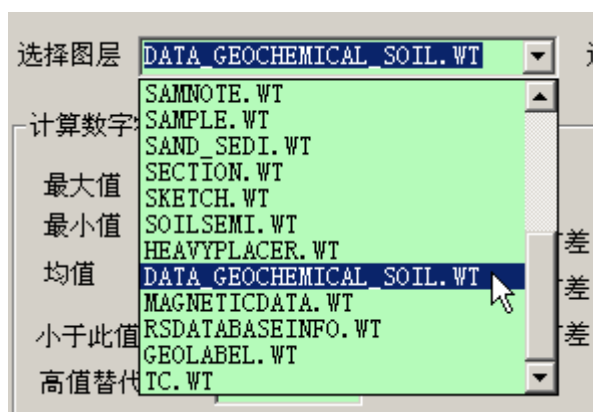 选择图层 DATA_GEOCHEMICAL_SOIL.WT
SAMNOTE.WT
计算数字
SAMPLE.WT
SAND_SEDI.WT
SECTION.WT
最大值
SKETCH.WT
最小值
SOILSEMI.WT
HEAVYPLACER.WT
差
均值
DATA_GEOCHEMICAL_SOIL.WT
差
MAGNETICDATA.WT
小于此值
RSDATABASEINFO.WT
差
GEOLABEL.WT
高值替代
TC.WT